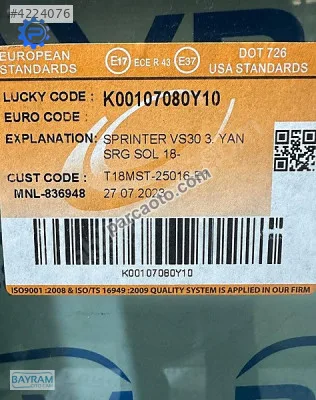 #4224076
EUROPEAN STANDARDS
E17 ECE R 43 E37
DOT 726
USA STANDARDS
LUCKY CODE : K00107080Y10
EURO CODE :
EXPLANATION: SPRINTER VS30 3. YAN
SRG SOL 18-
CUST CODE : T18MST-25016
MNL-836948 27 07 2023
parcaoto.com
K00107080Y10
ISO9001 :2008 & ISO/TS 16949 :2009 QUALITY SYSTEM IS APPLIED IN OUR FIRM
BAYRAM